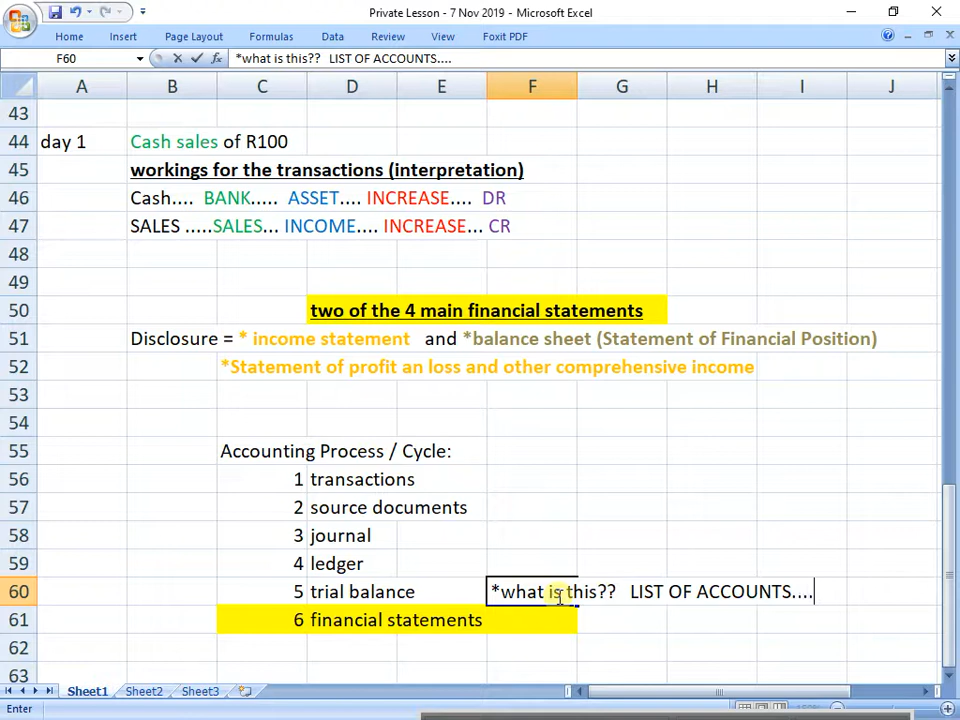 Private Lesson - 7 Nov 2019 - Microsoft Excel
Home Insert Page Layout Formulas Data Review View Foxit PDF
F60 fx *what is this??   LIST OF ACCOUNTS....
A B C D E F G H I J
43
44 day 1 Cash sales of R100
45 workings for the transactions (interpretation)
46 Cash.... BANK..... ASSET.... INCREASE.... DR
47 SALES .....SALES... INCOME.... INCREASE... CR
48
49
50 two of the 4 main financial statements
51 Disclosure = * income statement and *balance sheet (Statement of Financial Position)
52 *Statement of profit an loss and other comprehensive income
53
54
55 Accounting Process / Cycle:
56 1 transactions
57 2 source documents
58 3 journal
59 4 ledger
60 5 trial balance *what is this??   LIST OF ACCOUNTS....
61 6 financial statements
62
63
Sheet1 Sheet2 Sheet3
Enter